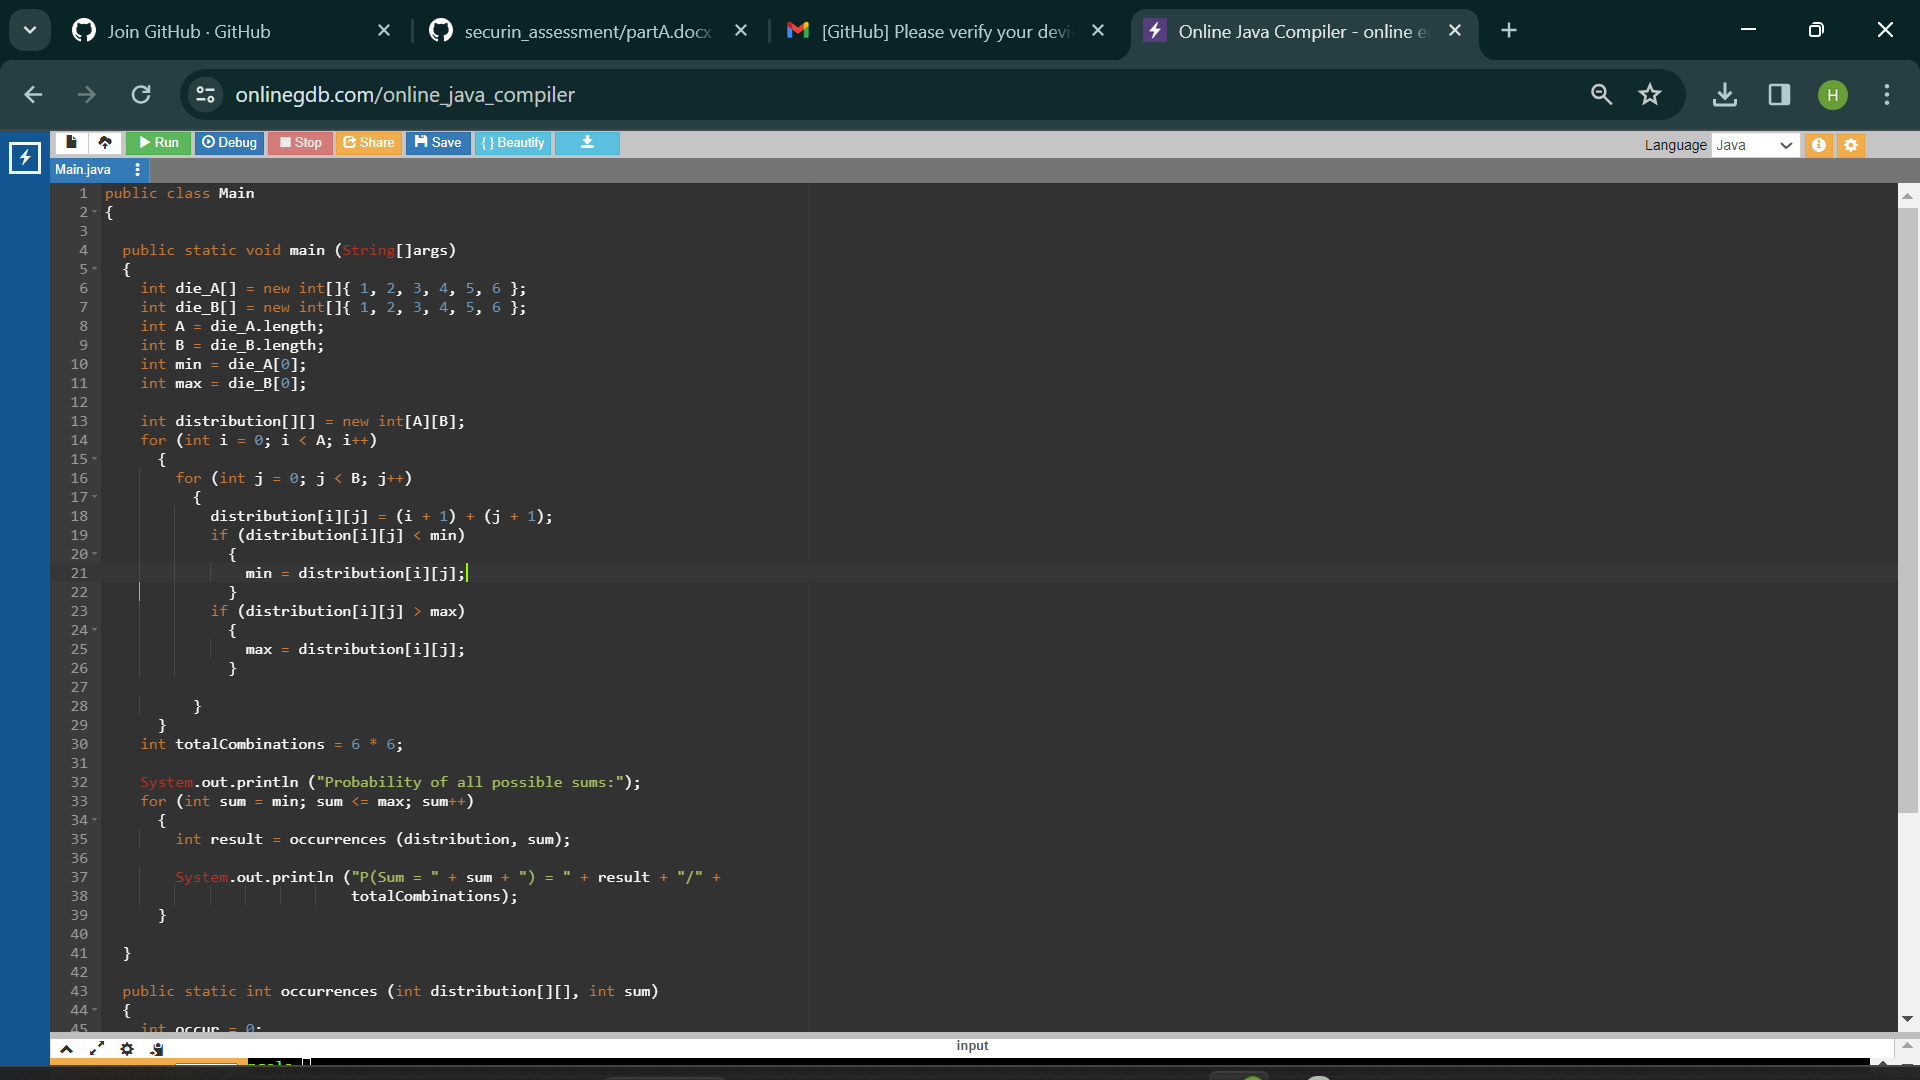 Join GitHub · GitHub
securin_assessment/partA.docx
[GitHub] Please verify your devi
Online Java Compiler - online e
onlinegdb.com/online_java_compiler
H
Run
Debug
Stop
Share
Save
{ } Beautify
Language Java
Main.java
1 public class Main
2 {
3
4 public static void main (String[]args)
5 {
6 int die_A[] = new int[]{ 1, 2, 3, 4, 5, 6 };
7 int die_B[] = new int[]{ 1, 2, 3, 4, 5, 6 };
8 int A = die_A.length;
9 int B = die_B.length;
10 int min = die_A[0];
11 int max = die_B[0];
12
13 int distribution[][] = new int[A][B];
14 for (int i = 0; i < A; i++)
15 {
16 for (int j = 0; j < B; j++)
17 {
18 distribution[i][j] = (i + 1) + (j + 1);
19 if (distribution[i][j] < min)
20 {
21 min = distribution[i][j];
22 }
23 if (distribution[i][j] > max)
24 {
25 max = distribution[i][j];
26 }
27
28 }
29 }
30 int totalCombinations = 6 * 6;
31
32 System.out.println ("Probability of all possible sums:");
33 for (int sum = min; sum <= max; sum++)
34 {
35 int result = occurrences (distribution, sum);
36
37 System.out.println ("P(Sum = " + sum + ") = " + result + "/" +
38 totalCombinations);
39 }
40
41 }
42
43 public static int occurrences (int distribution[][], int sum)
44 {
45 int occur = 0;
input